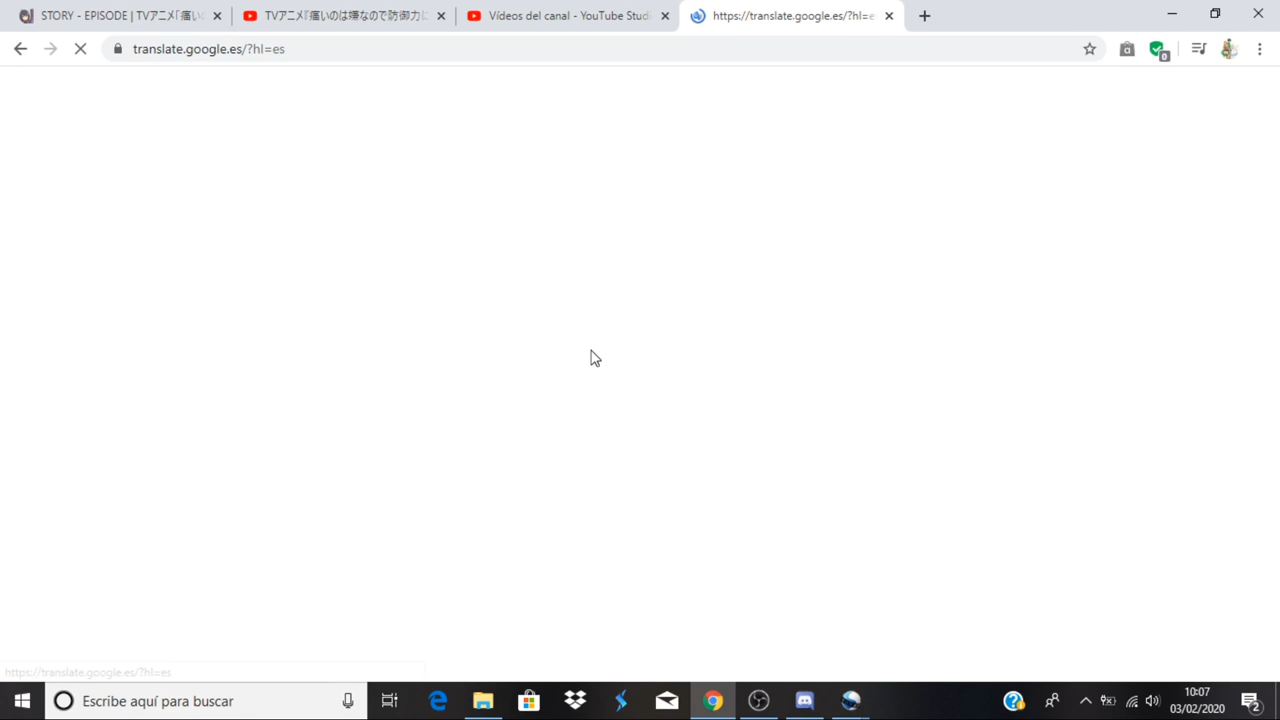 STORY - EPISODE | TVアニメ『痛い
TVアニメ『痛いのは嫌なので防御力に
Vídeos del canal - YouTube Studi
https://translate.google.es/?hl=e
translate.google.es/?hl=es
0
https://translate.google.es/?hl=es
Escribe aquí para buscar
10:07
03/02/2020
2